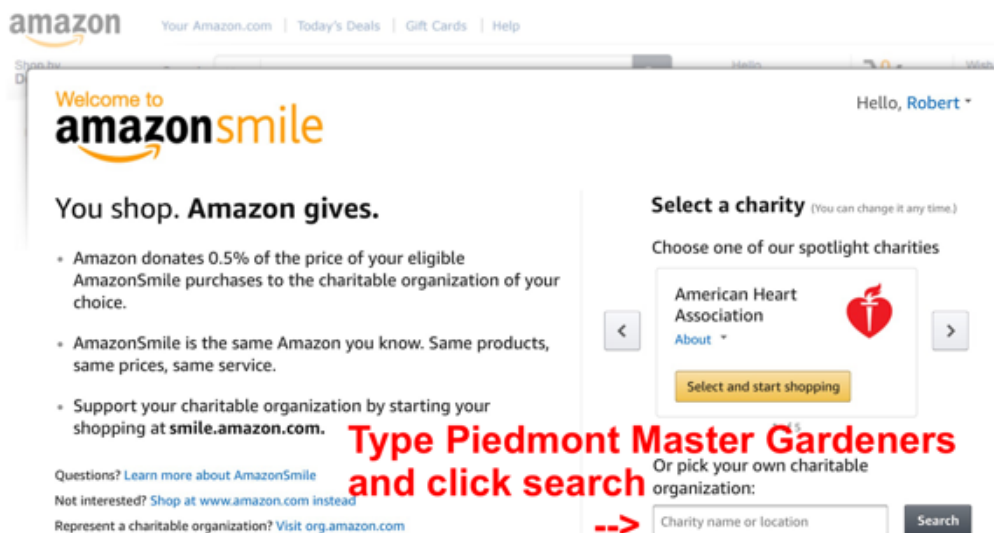 amazon
Your Amazon.com | Today's Deals | Gift Cards | Help
Shop by
Hello
Wish
Welcome to
amazonsmile
Hello, Robert
You shop. Amazon gives.
• Amazon donates 0.5% of the price of your eligible
AmazonSmile purchases to the charitable organization of your
choice.
• AmazonSmile is the same Amazon you know. Same products,
same prices, same service.
• Support your charitable organization by starting your
shopping at smile.amazon.com.
Questions? Learn more about AmazonSmile
Not interested? Shop at www.amazon.com instead
Represent a charitable organization? Visit org.amazon.com
Select a charity (You can change it any time.)
Choose one of our spotlight charities
American Heart
Association
About
Select and start shopping
Type Piedmont Master Gardeners
and click search
Or pick your own charitable
organization:
-->
Charity name or location
Search